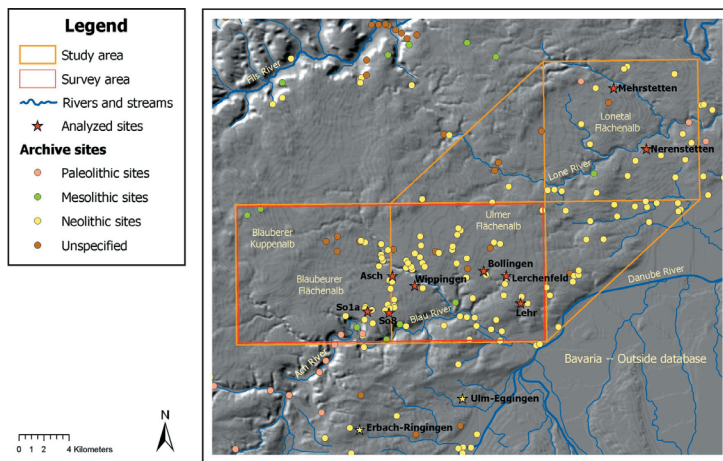 Legend
Study area
Survey area
Rivers and streams
Analyzed sites
Archive sites
Paleolithic sites
Mesolithic sites
Neolithic sites
Unspecified
N
0 1 2 4 Kilometers
Fils River
Mehrstetten
Lonetal
Flächenalb
Nerenstetten
Lone River
Blauberer
Kuppenalb
Ulmer
Flächenalb
Blaubeurer
Flächenalb
Asch
Wippingen
Bollingen
Lerchenfeld
Danube River
So1a
So8
Blau River
Lehr
Ach River
Bavaria -- Outside database
Ulm-Eggingen
Erbach-Ringingen